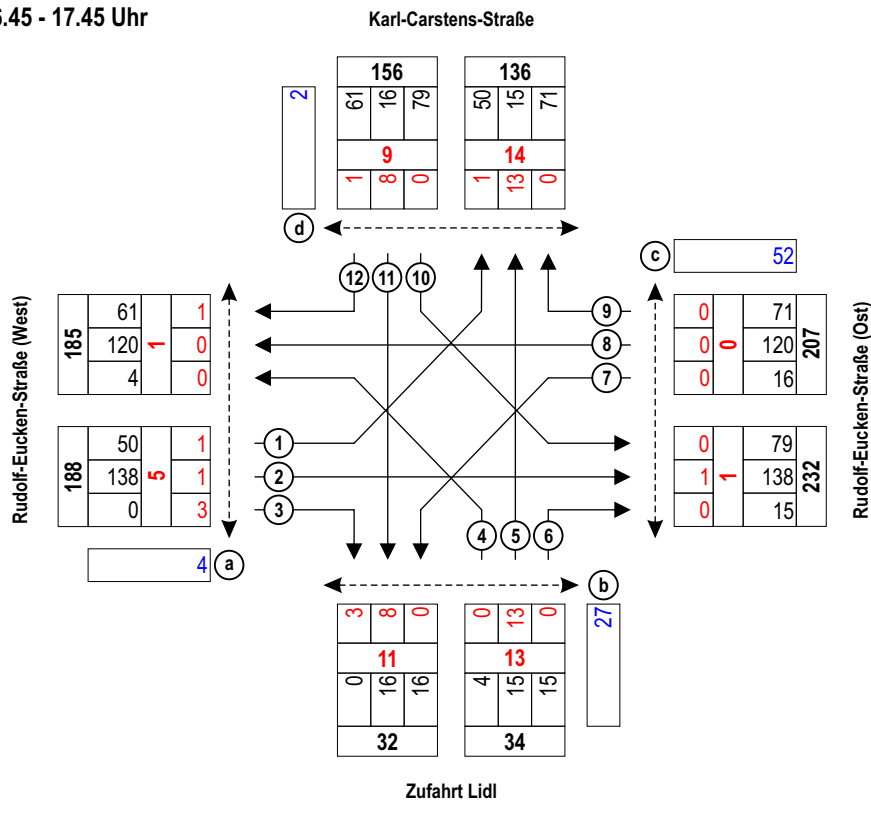 6.45 - 17.45 Uhr
Karl-Carstens-Straße
156 136
2 61 16 79 50 15 71
9 14
1 8 0 1 13 0
d
c 52
12 11 10
Rudolf-Eucken-Straße (West)
185 61 120 4 1 1 0 0
9 8 7
0 0 0 0 71 120 16 207
Rudolf-Eucken-Straße (Ost)
188 50 138 0 5 1 1 3
1 2 3
0 1 0 1 79 138 15 232
4 5 6
4 a
b
3 8 0 0 13 0 27
11 13
0 16 16 4 15 15
32 34
Zufahrt Lidl